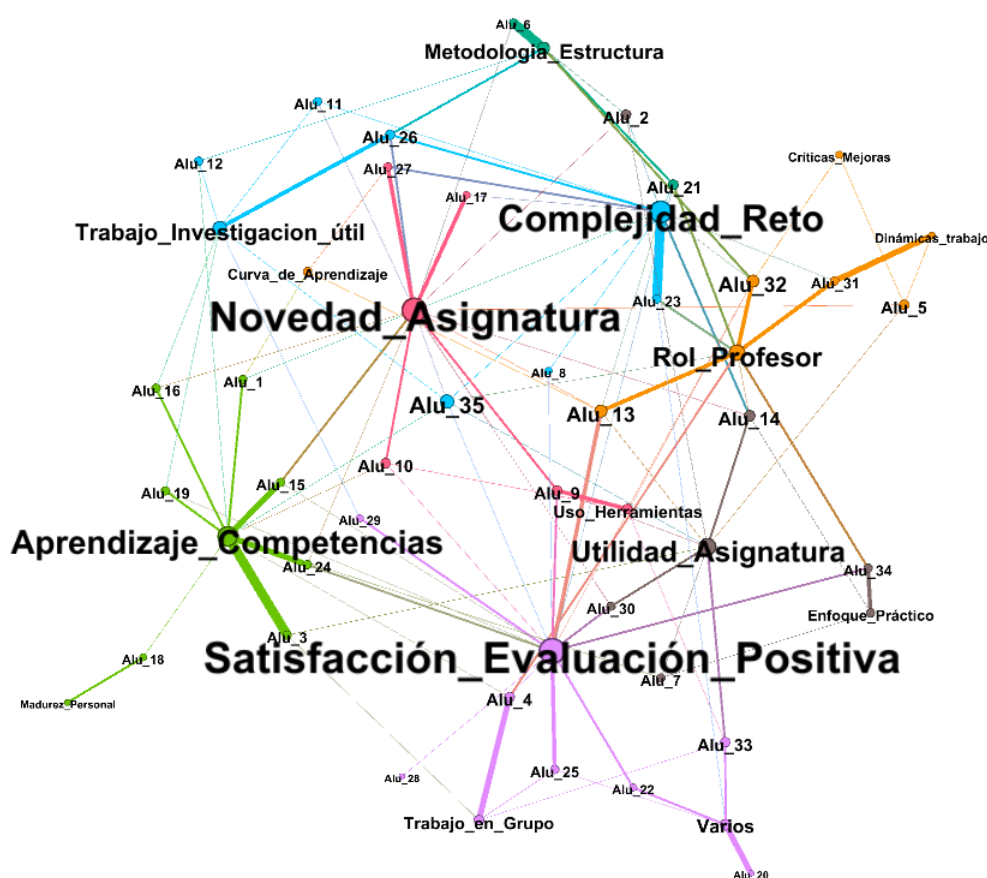 Alu_6
Metodologia_Estructura
Alu_11
Alu_2
Alu_26
Críticas_Mejoras
Alu_12
Alu_27
Alu_21
Alu_17
Complejidad_Reto
Trabajo_Investigacion_útil
Dinámicas_trabajo
Curva_de_Aprendizaje
Alu_32
Alu_31
Alu_23
Alu_5
Novedad_Asignatura
Rol_Profesor
Alu_8
Alu_16
Alu_1
Alu_35
Alu_13
Alu_14
Alu_10
Alu_19
Alu_15
Alu_9
Uso_Herramientas
Alu_29
Aprendizaje_Competencias
Utilidad_Asignatura
Alu_24
Alu_34
Alu_30
Enfoque_Práctico
Alu_3
Satisfacción_Evaluación_Positiva
Alu_18
Alu_7
Madurez_Personal
Alu_4
Alu_33
Alu_28
Alu_25
Alu_22
Trabajo_en_Grupo
Varios
Alu_20